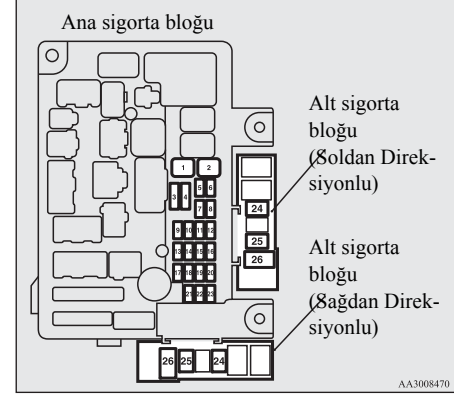 Ana sigorta bloğu
Alt sigorta
bloğu
(Soldan Direk-
siyonlu)
Alt sigorta
bloğu
(Sağdan Direk-
siyonlu)
1 2
3 4 5 6
7 8
9 10 11 12
13 14 15 16
17 18 19 20
21 22 23
24
25
26
26 25 24
AA3008470